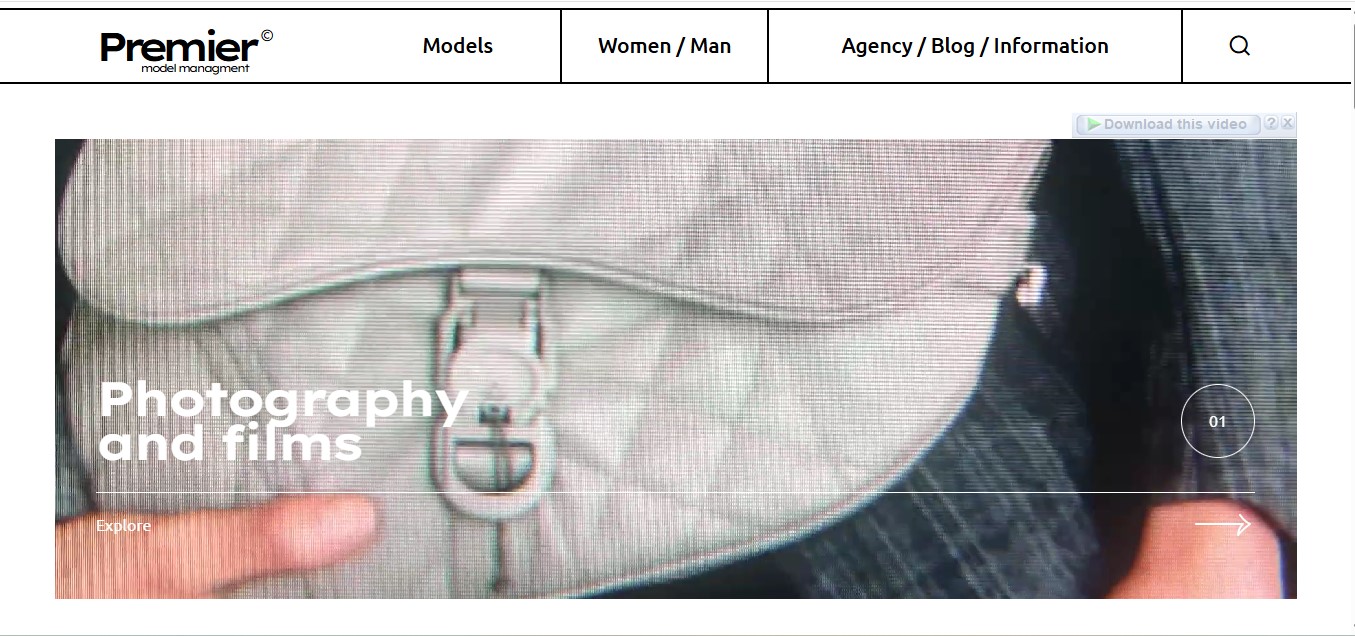 Premier©
model managment
Models
Women / Man
Agency / Blog / Information
Download this video ? X
Photography
and films
01
Explore